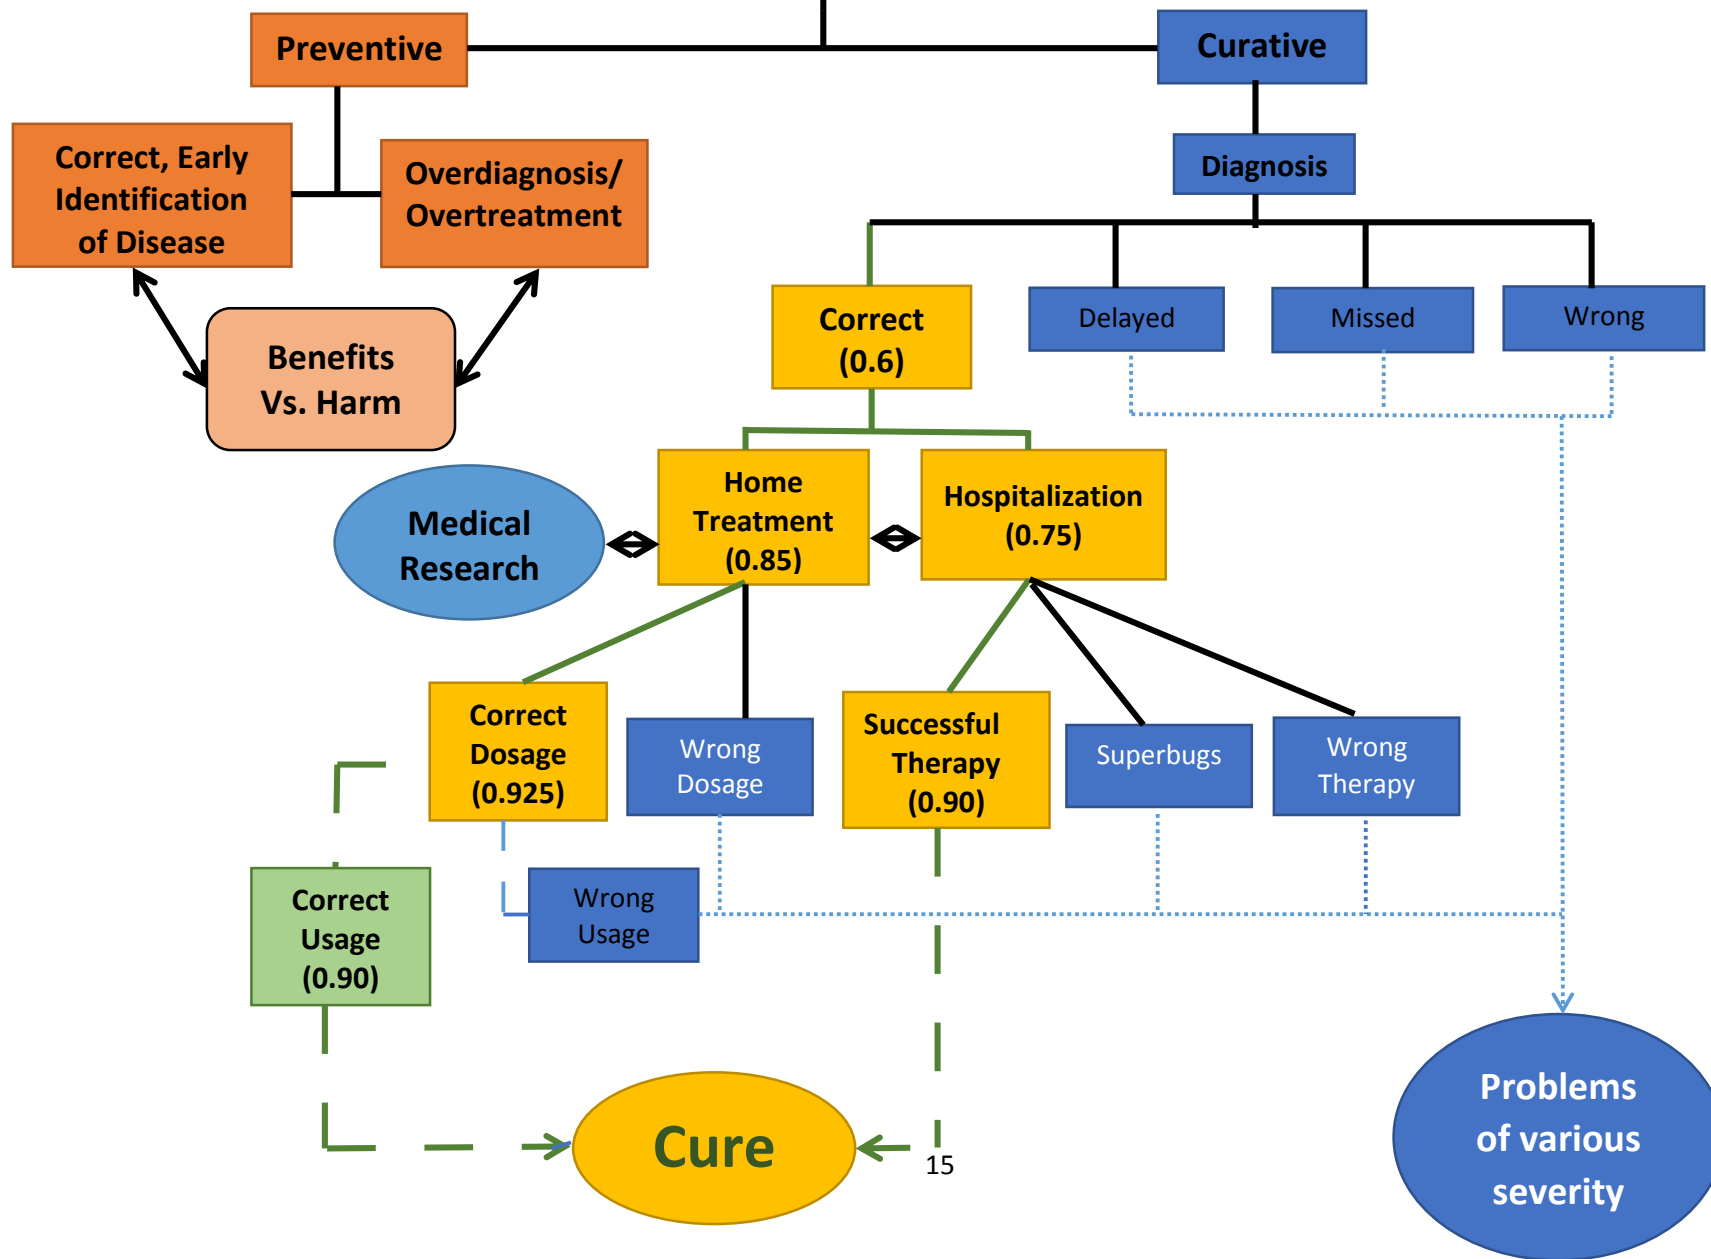 Preventive
Curative
Correct, Early
Identification
of Disease
Overdiagnosis/
Overtreatment
Diagnosis
Benefits
Vs. Harm
Correct
(0.6)
Delayed
Missed
Wrong
Medical
Research
Home
Treatment
(0.85)
Hospitalization
(0.75)
Correct
Dosage
(0.925)
Wrong
Dosage
Successful
Therapy
(0.90)
Superbugs
Wrong
Therapy
Correct
Usage
(0.90)
Wrong
Usage
Cure
15
Problems
of various
severity